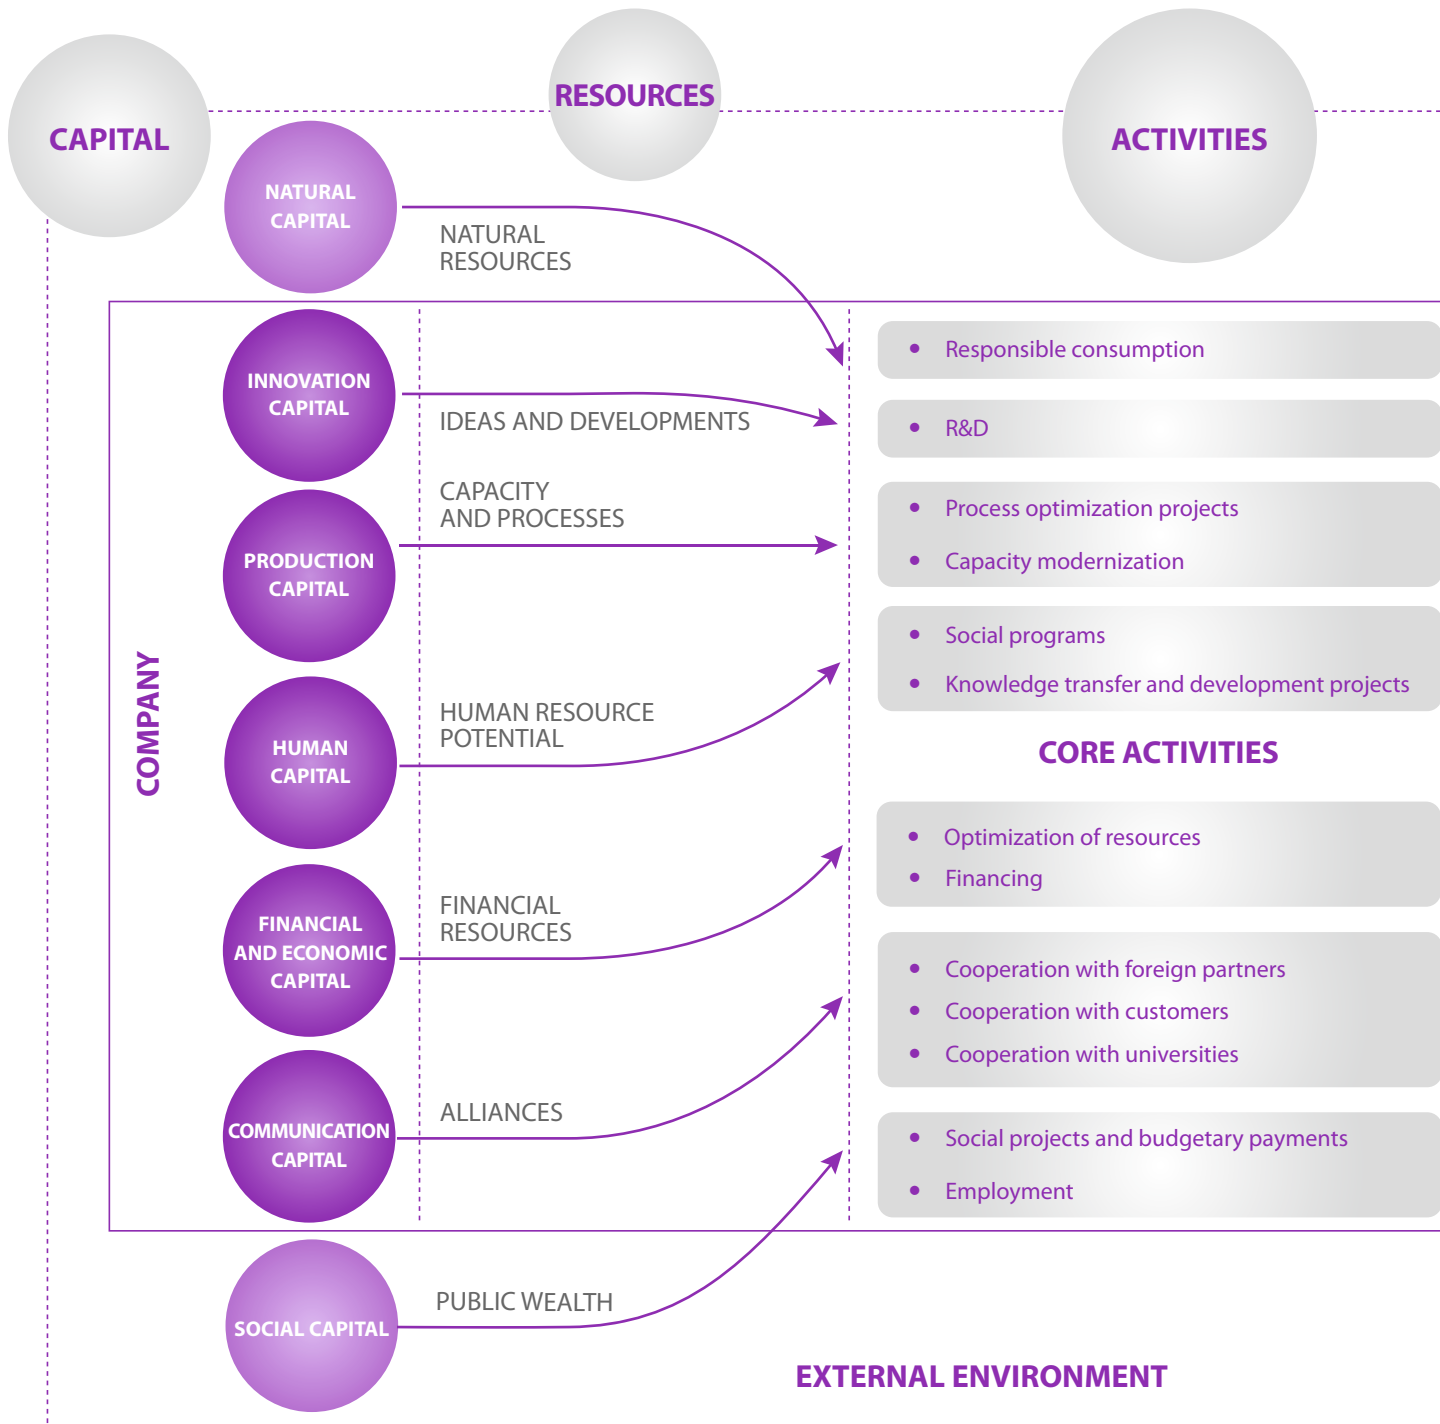 CAPITAL
RESOURCES
ACTIVITIES
NATURAL
CAPITAL
NATURAL
RESOURCES
COMPANY
INNOVATION
CAPITAL
IDEAS AND DEVELOPMENTS
PRODUCTION
CAPITAL
CAPACITY
AND PROCESSES
HUMAN
CAPITAL
HUMAN RESOURCE
POTENTIAL
FINANCIAL
AND ECONOMIC
CAPITAL
FINANCIAL
RESOURCES
COMMUNICATION
CAPITAL
ALLIANCES
SOCIAL CAPITAL
PUBLIC WEALTH
• Responsible consumption
• R&D
• Process optimization projects
• Capacity modernization
• Social programs
• Knowledge transfer and development projects
CORE ACTIVITIES
• Optimization of resources
• Financing
• Cooperation with foreign partners
• Cooperation with customers
• Cooperation with universities
• Social projects and budgetary payments
• Employment
EXTERNAL ENVIRONMENT